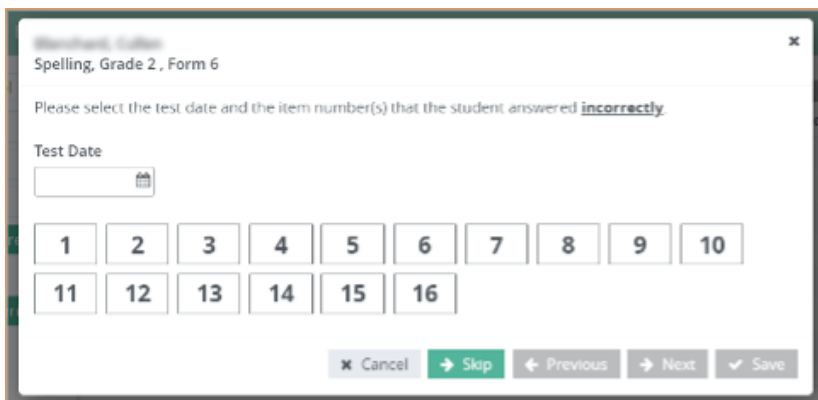 Spelling, Grade 2 , Form 6
Please select the test date and the item number(s) that the student answered incorrectly.
Test Date
1 2 3 4 5 6 7 8 9 10
11 12 13 14 15 16
Cancel Skip Previous Next Save